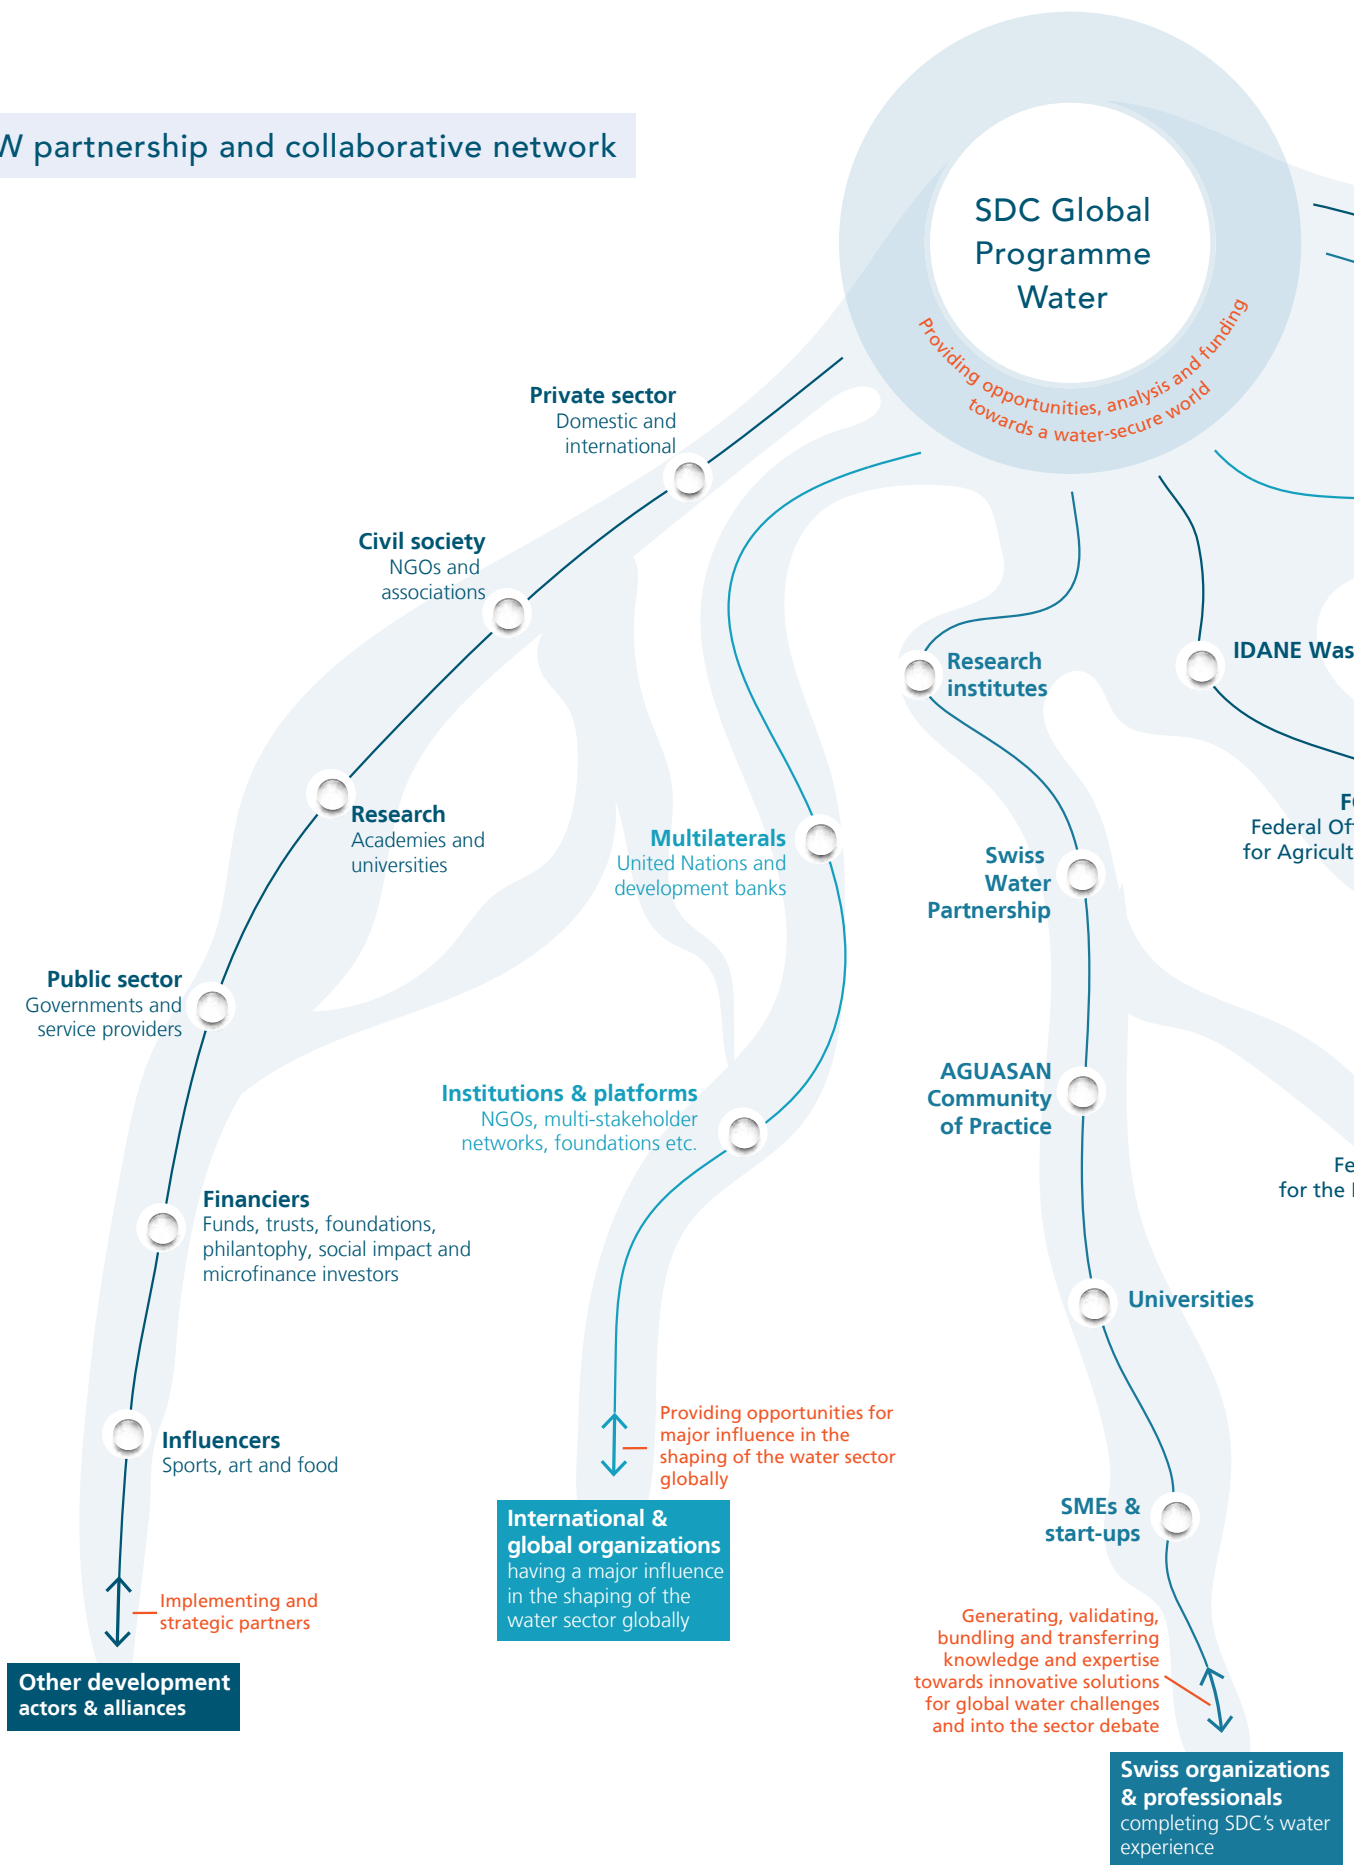 partnership and collaborative network
SDC Global
Programme
Water
Providing opportunities, analysis and funding
towards a water-secure world
Private sector
Domestic and
international
Civil society
NGOs and
associations
Research
Academies and
universities
Public sector
Governments and
service providers
Financiers
Funds, trusts, foundations,
philantophy, social impact and
microfinance investors
Influencers
Sports, art and food
Implementing and
strategic partners
Other development
actors & alliances
Multilaterals
United Nations and
development banks
Institutions & platforms
NGOs, multi-stakeholder
networks, foundations etc.
Providing opportunities for
major influence in the
shaping of the water sector
globally
International &
global organizations
having a major influence
in the shaping of the
water sector globally
Research
institutes
Swiss
Water
Partnership
AGUASAN
Community
of Practice
Universities
SMEs &
start-ups
Generating, validating,
bundling and transferring
knowledge and expertise
towards innovative solutions
for global water challenges
and into the sector debate
Swiss organizations
& professionals
completing SDC's water
experience
IDANE Was
Federal
for
for the